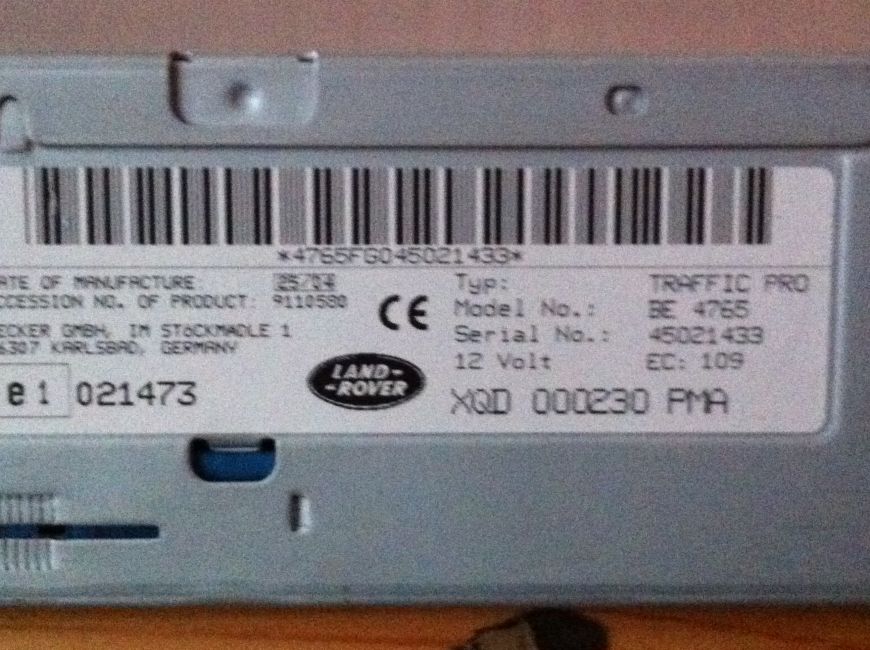 *4765FG045021433*
ATE OF MANUFACTURE: 25/04
CCESSION NO. OF PRODUCT: 9110580
ECKER GMBH, IM STÖCKMÄDLE 1
6307 KARLSBAD, GERMANY
e1 021473
CE
LAND-
-ROVER
Typ: TRAFFIC PRO
Model No.: BE 4765
Serial No.: 45021433
12 Volt EC: 109
XQD 000230 PMA